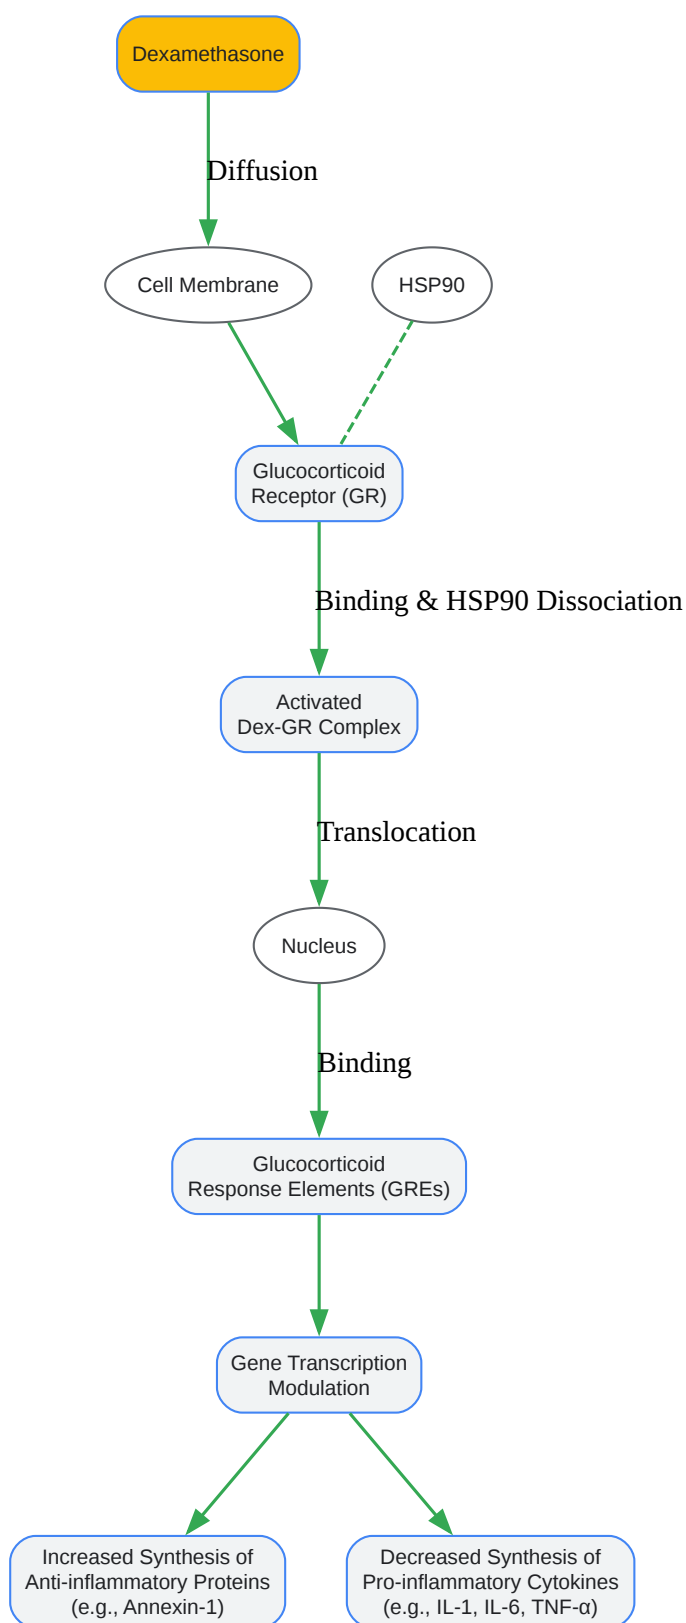 Dexamethasone
Diffusion
Cell Membrane
HSP90
Glucocorticoid
Receptor (GR)
Binding & HSP90 Dissociation
Activated
Dex-GR Complex
Translocation
Nucleus
Binding
Glucocorticoid
Response Elements (GREs)
Gene Transcription
Modulation
Increased Synthesis of
Anti-inflammatory Proteins
(e.g., Annexin-1)
Decreased Synthesis of
Pro-inflammatory Cytokines
(e.g., IL-1, IL-6, TNF-α)